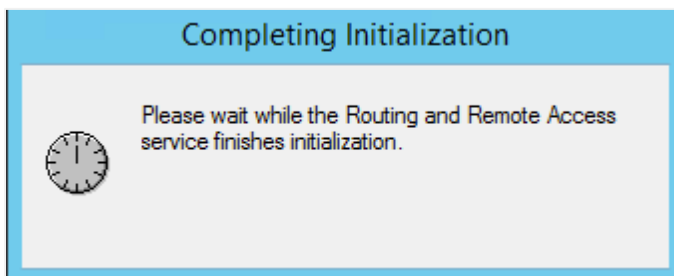 Completing Initialization
Please wait while the Routing and Remote Access
service finishes initialization.